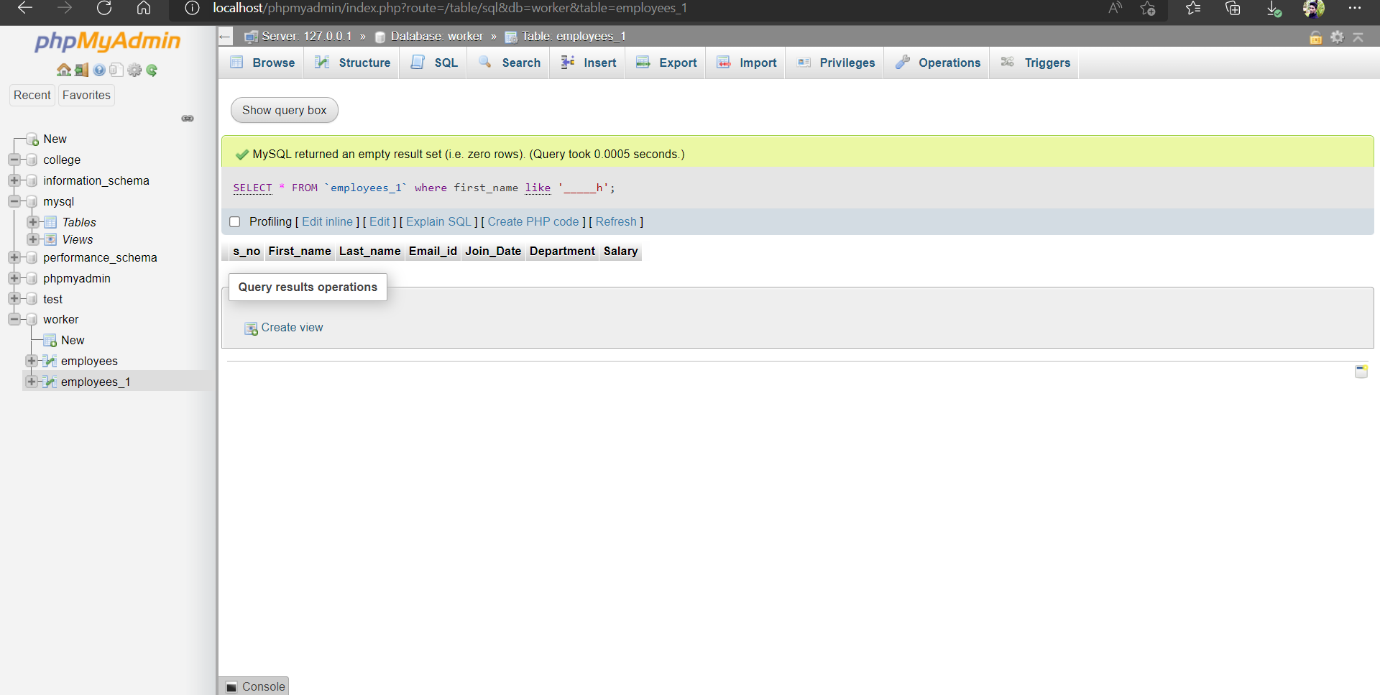 localhost/phpmyadmin/index.php?route=/table/sql&db=worker&table=employees_1
phpMyAdmin
Recent Favorites
New
college
information_schema
mysql
Tables
Views
performance_schema
phpmyadmin
test
worker
New
employees
employees_1
Server: 127.0.0.1 » Database: worker » Table: employees_1
Browse Structure SQL Search Insert Export Import Privileges Operations Triggers
Show query box
MySQL returned an empty result set (i.e. zero rows). (Query took 0.0005 seconds.)
SELECT * FROM `employees_1` where first_name like '_____h';
Profiling [ Edit inline ] [ Edit ] [ Explain SQL ] [ Create PHP code ] [ Refresh ]
s_no First_name Last_name Email_id Join_Date Department Salary
Query results operations
Create view
Console